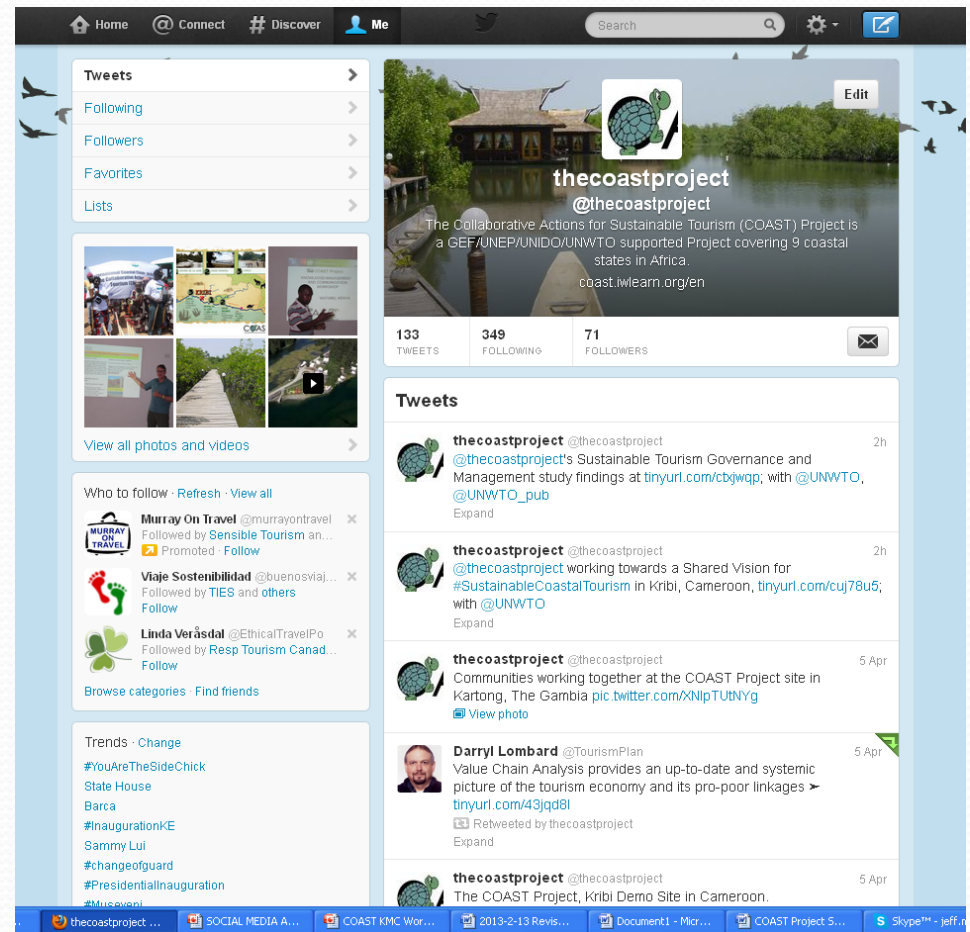 Home
Connect
Discover
Me
Search
Tweets
Following
Followers
Favorites
Lists
View all photos and videos
Who to follow · Refresh · View all
MURRAY ON TRAVEL
Murray On Travel @murrayontravel
Followed by Sensible Tourism an...
Promoted · Follow
Viaje Sostenibilidad @buenosviaj...
Followed by TIES and others
Follow
Linda Veråsdal @EthicalTravelPo
Followed by Resp Tourism Canad...
Follow
Browse categories · Find friends
Trends · Change
#YouAreTheSideChick
State House
Barca
#InaugurationKE
Sammy Lui
#changeofguard
#PresidentialInauguration
#Museveni
Edit
thecoastproject
@thecoastproject
The Collaborative Actions for Sustainable Tourism (COAST) Project is
a GEF/UNEP/UNIDO/UNWTO supported Project covering 9 coastal
states in Africa.
coast.iwlearn.org/en
133 TWEETS
349 FOLLOWING
71 FOLLOWERS
Tweets
thecoastproject @thecoastproject 2h
@thecoastproject's Sustainable Tourism Governance and
Management study findings at tinyurl.com/ctxjwqp; with @UNWTO,
@UNWTO_pub
Expand
thecoastproject @thecoastproject 2h
@thecoastproject working towards a Shared Vision for
#SustainableCoastalTourism in Kribi, Cameroon, tinyurl.com/cuj78u5;
with @UNWTO
Expand
thecoastproject @thecoastproject 5 Apr
Communities working together at the COAST Project site in
Kartong, The Gambia pic.twitter.com/XNlpTUtNYg
View photo
Darryl Lombard @TourismPlan 5 Apr
Value Chain Analysis provides an up-to-date and systemic
picture of the tourism economy and its pro-poor linkages ➤
tinyurl.com/43jqd8l
Retweeted by thecoastproject
Expand
thecoastproject @thecoastproject 5 Apr
The COAST Project, Kribi Demo Site in Cameroon.
thecoastproject ...
SOCIAL MEDIA A...
COAST KMC Wor...
2013-2-13 Revis...
Document1 - Micr...
COAST Project S...
Skype™ - jeff.n